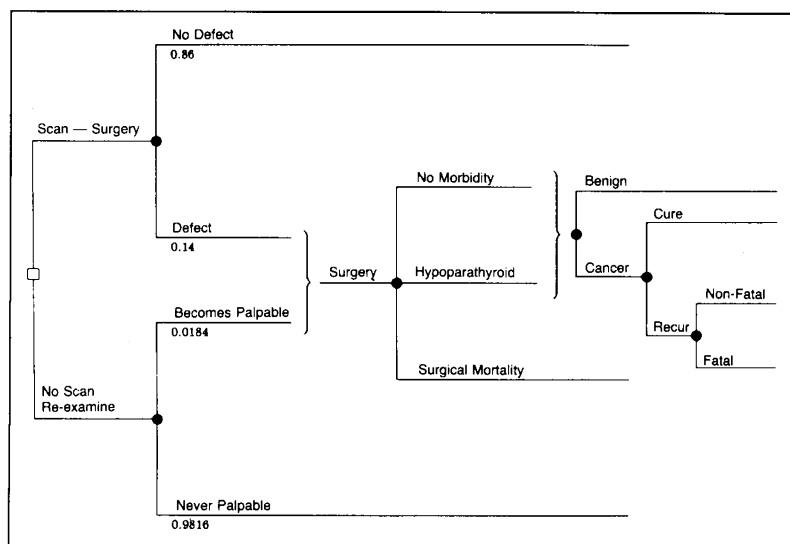 No Defect
0.86
Scan — Surgery
No Morbidity
Benign
Cure
Defect
0.14
Surgery
Hypoparathyroid
Cancer
Non-Fatal
Becomes Palpable
0.0184
Recur
Fatal
Surgical Mortality
No Scan
Re-examine
Never Palpable
0.9816